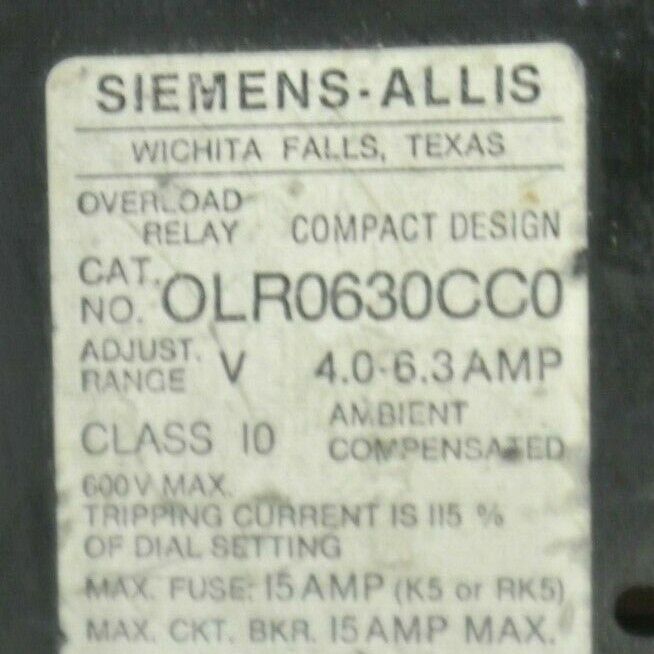 SIEMENS-ALLIS
WICHITA FALLS, TEXAS
OVERLOAD
RELAY COMPACT DESIGN
CAT.
NO. OLR0630CC0
ADJUST.
RANGE V 4.0-6.3 AMP
CLASS 10 AMBIENT
COMPENSATED
600 V MAX.
TRIPPING CURRENT IS 115 %
OF DIAL SETTING
MAX. FUSE: 15 AMP (K5 or RK5)
MAX. CKT. BKR. 15 AMP MAX.